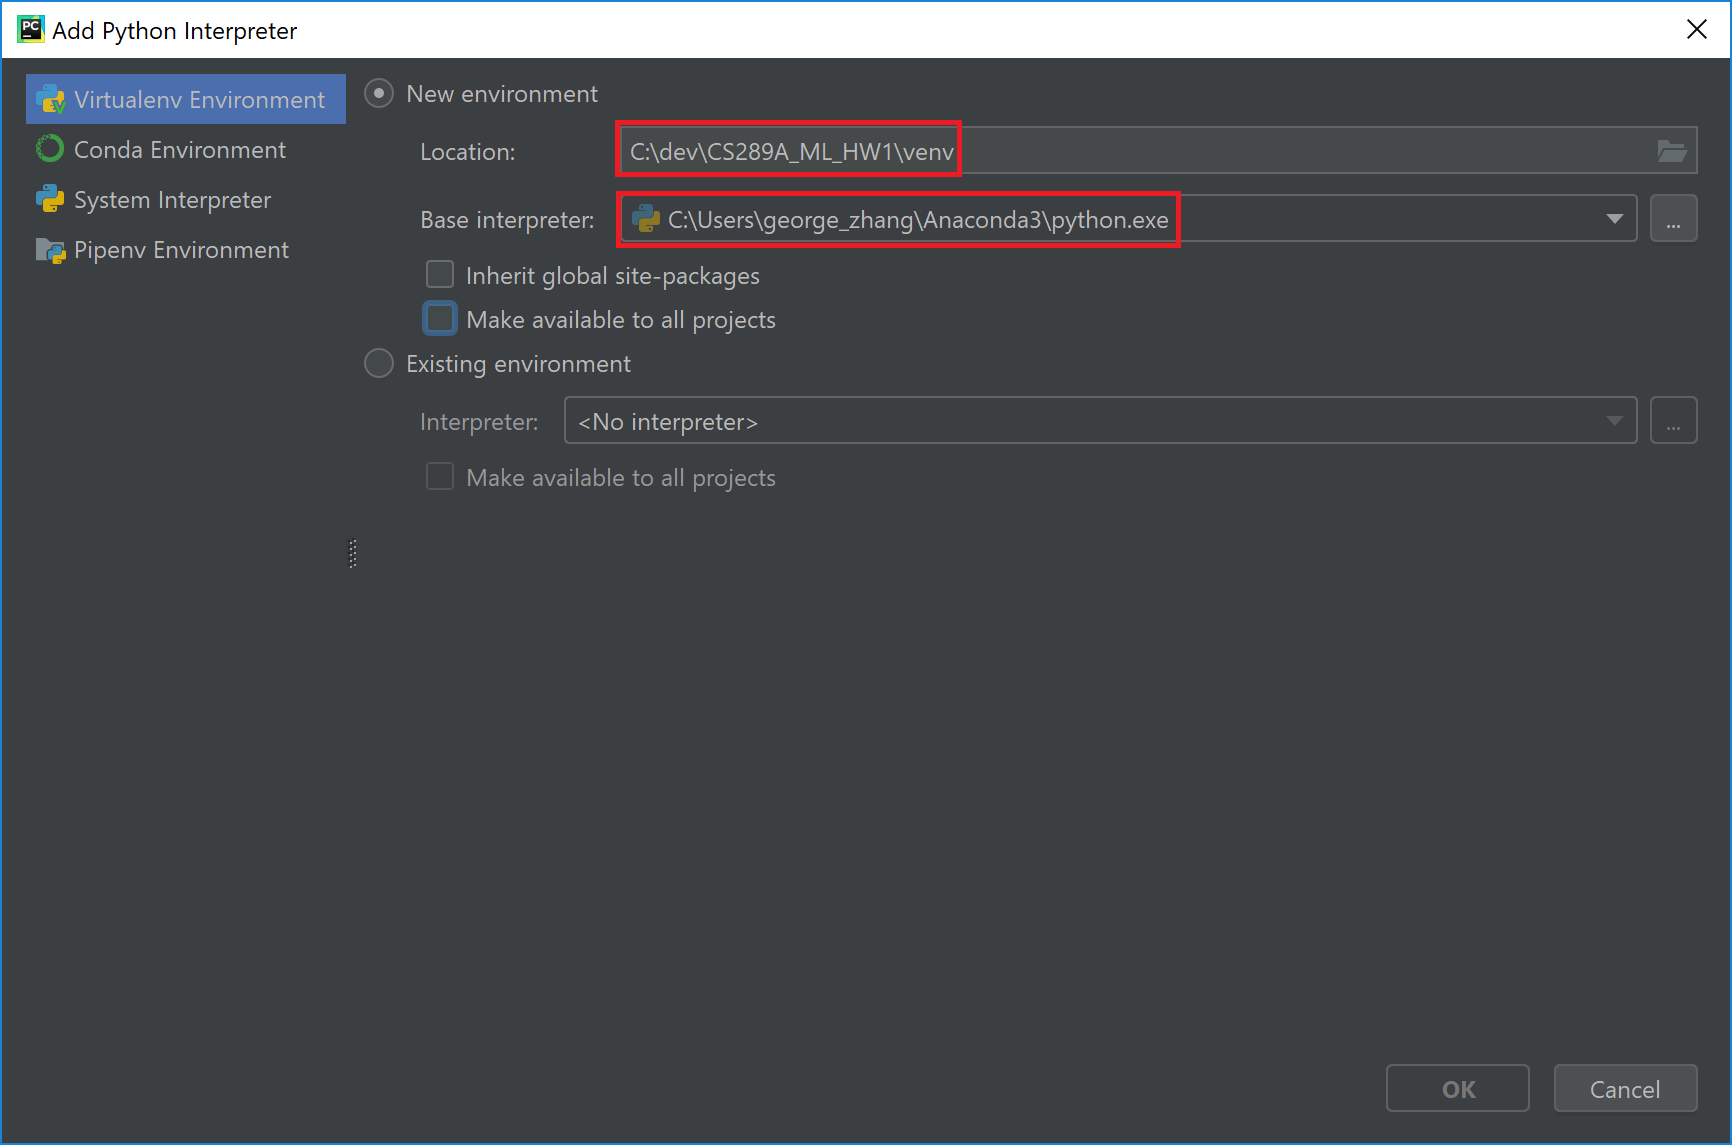 PC
Add Python Interpreter
Virtualenv Environment
Conda Environment
System Interpreter
Pipenv Environment
New environment
Location: C:\dev\CS289A_ML_HW1\venv
Base interpreter: C:\Users\george_zhang\Anaconda3\python.exe ...
Inherit global site-packages
Make available to all projects
Existing environment
Interpreter: <No interpreter> ...
Make available to all projects
OK Cancel